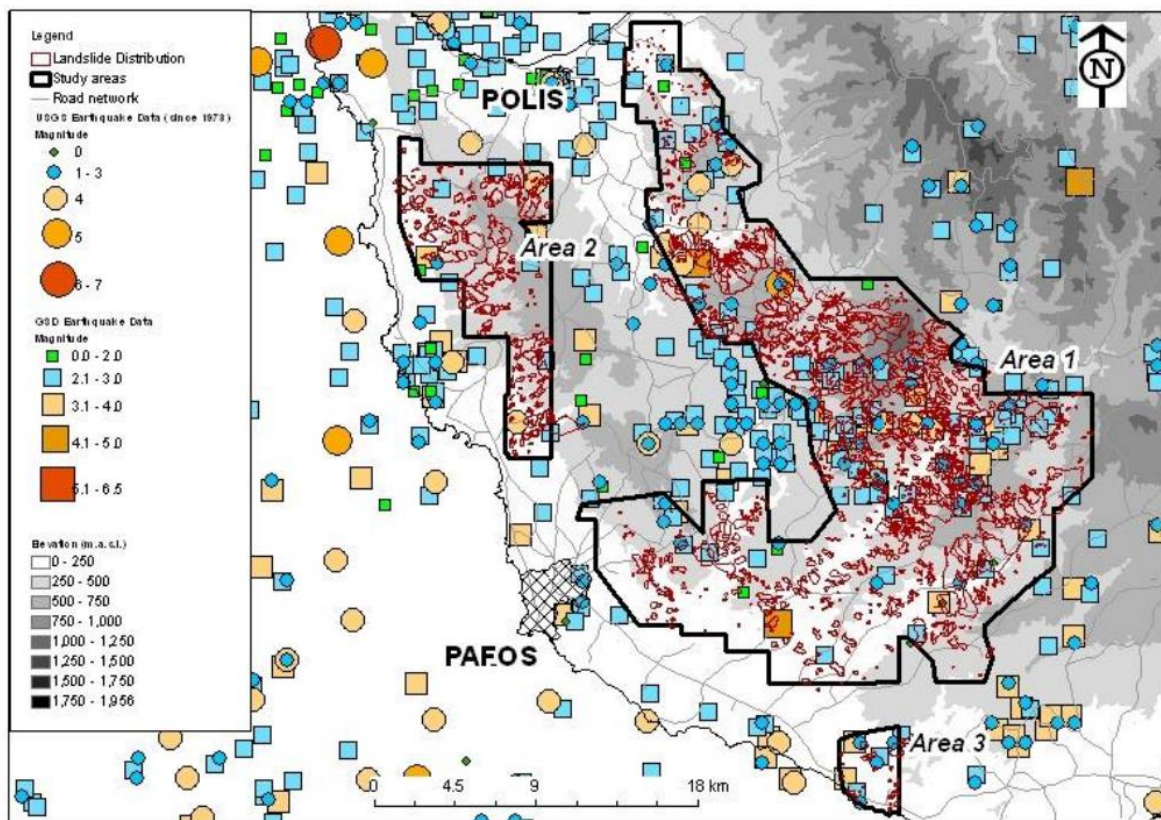 Legend
Landslide Distribution
Study areas
Road network
USGS Earthquake Data (since 1973)
Magnitude
0
1 - 3
4
5
6 - 7
GSD Earthquake Data
Magnitude
0.0 - 2.0
2.1 - 3.0
3.1 - 4.0
4.1 - 5.0
5.1 - 6.5
Elevation (m.a.s.l.)
0 - 250
250 - 500
500 - 750
750 - 1,000
1,000 - 1,250
1,250 - 1,500
1,500 - 1,750
1,750 - 1,956
N
POLIS
Area 2
Area 1
PAFOS
Area 3
0 4.5 9 18 km